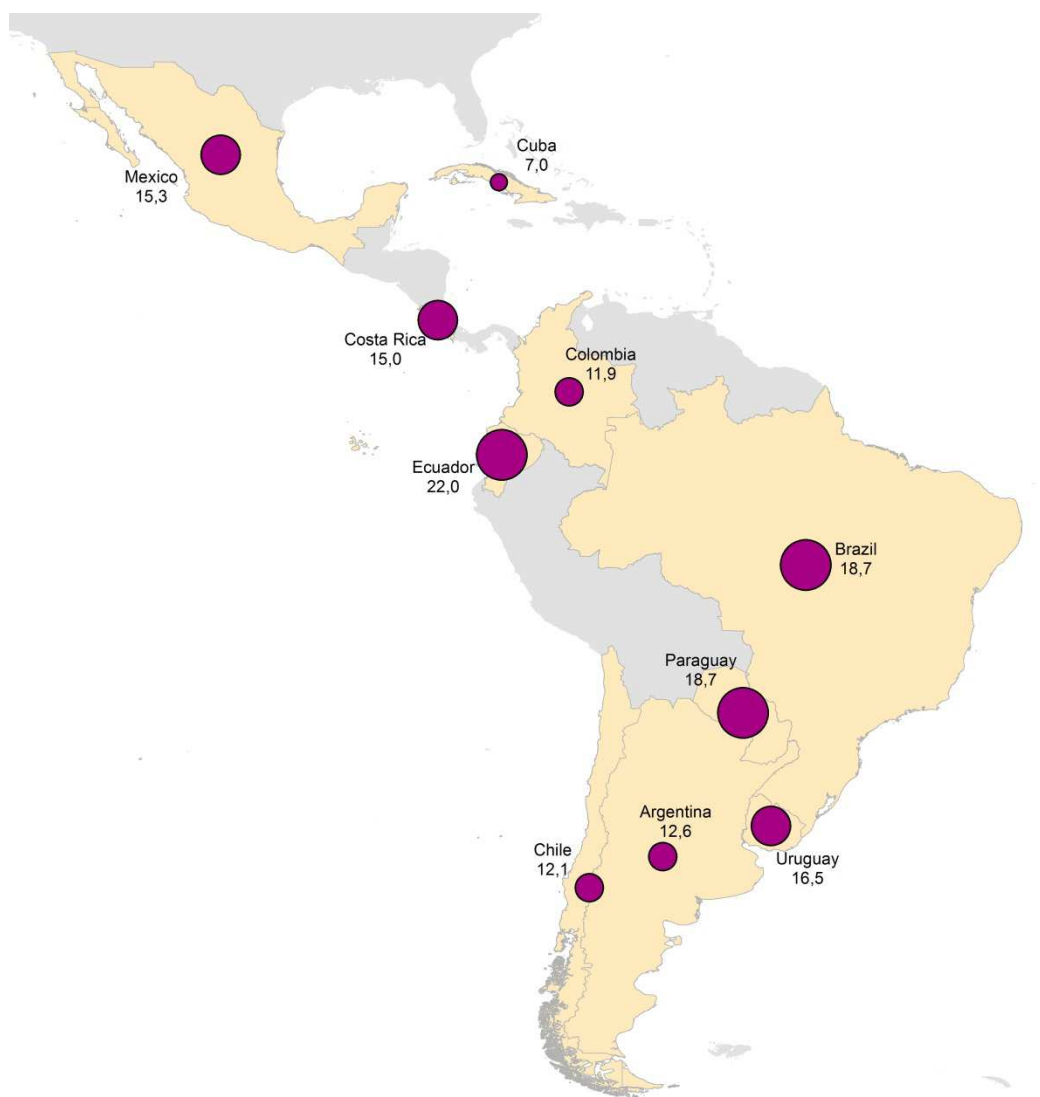 Cuba
7,0
Mexico
15,3
Costa Rica
15,0
Colombia
11,9
Ecuador
22,0
Brazil
18,7
Paraguay
18,7
Argentina
12,6
Chile
12,1
Uruguay
16,5